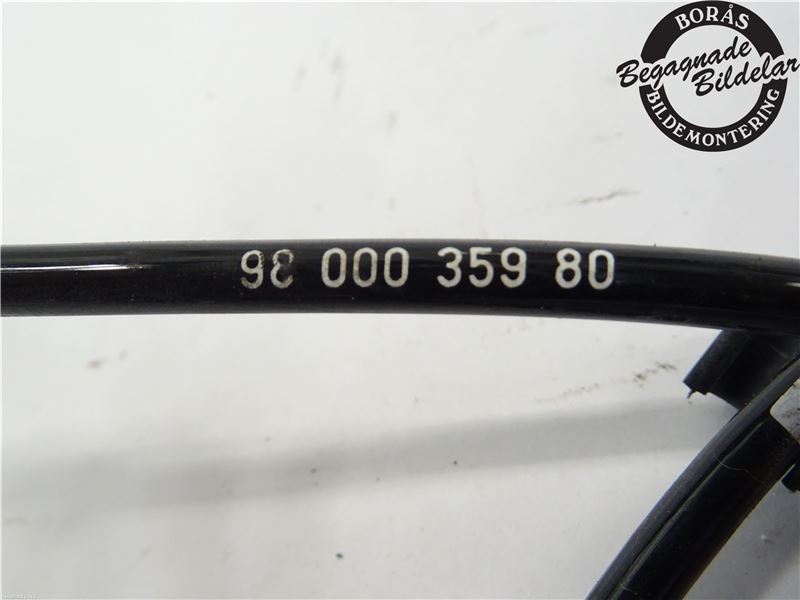 BORÅS
Begagnade
Bildelar
BILDEMONTERING
98 000 359 80